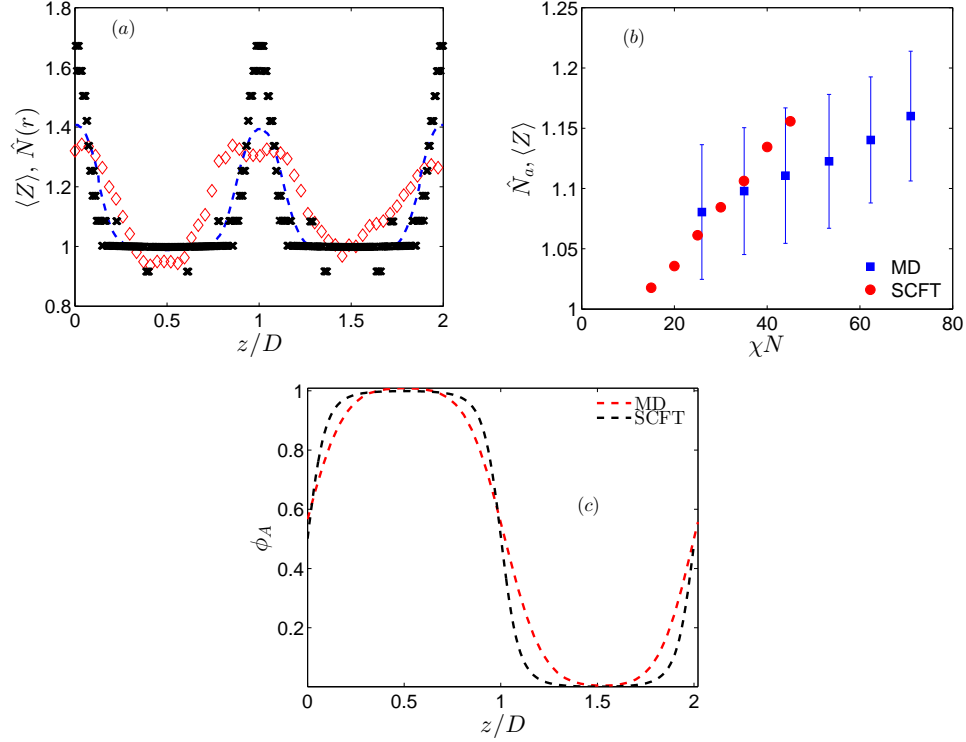 (a)
1.8
1.6
1.4
1.2
1
0.8
⟨Z⟩, N̂(r)
0 0.5 1 1.5 2
z/D
(b)
1.25
1.2
1.15
1.1
1.05
1
N̂a, ⟨Z⟩
MD
SCFT
0 20 40 60 80
χN
1
0.8
0.6
0.4
0.2
ϕA
MD
SCFT
(c)
0 0.5 1 1.5 2
z/D